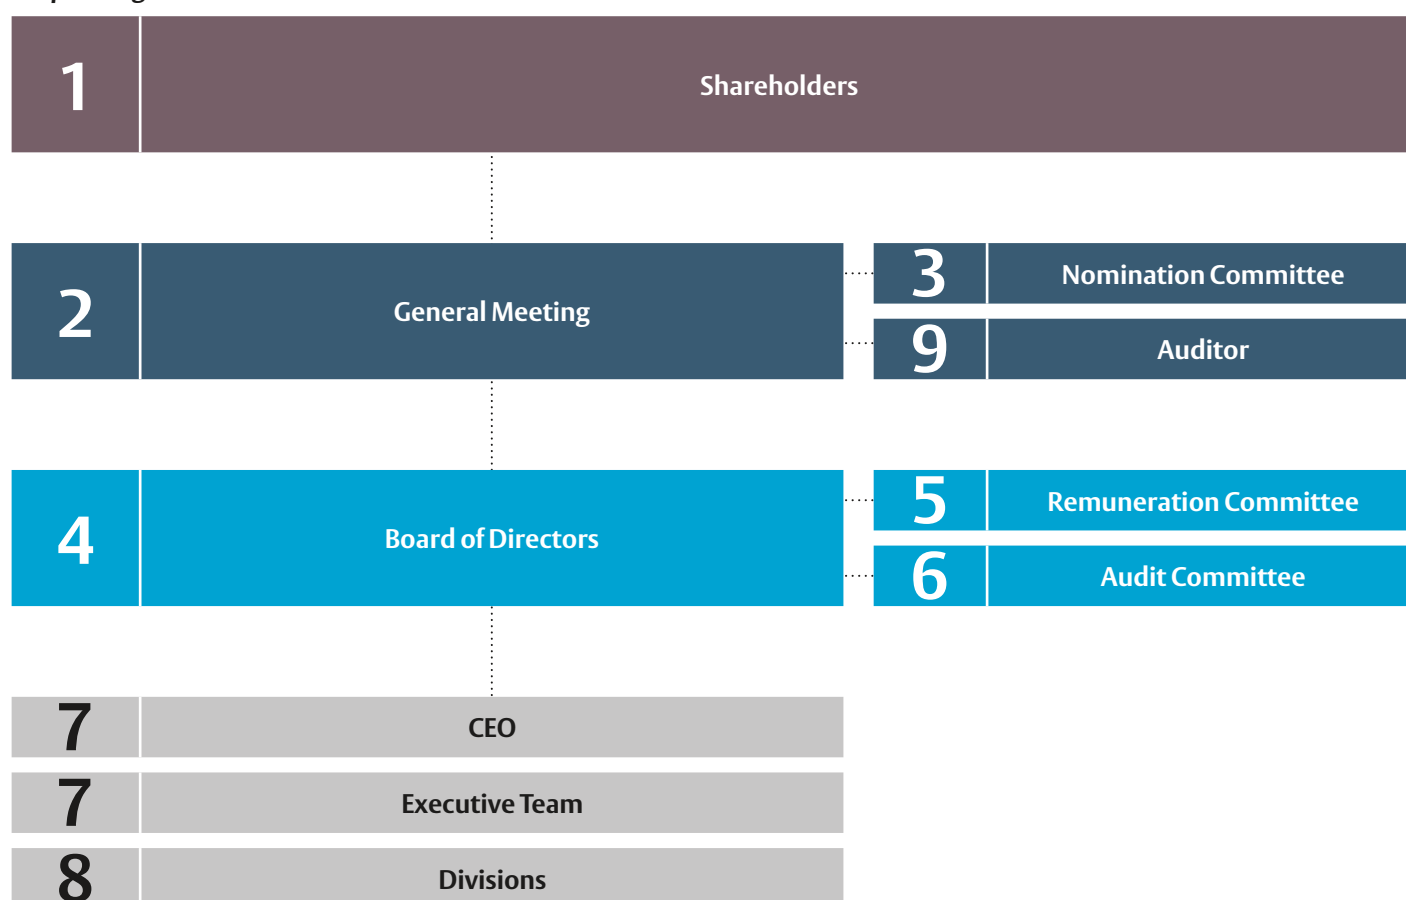 1
Shareholders
2
General Meeting
3
Nomination Committee
9
Auditor
4
Board of Directors
5
Remuneration Committee
6
Audit Committee
7
CEO
7
Executive Team
8
Divisions